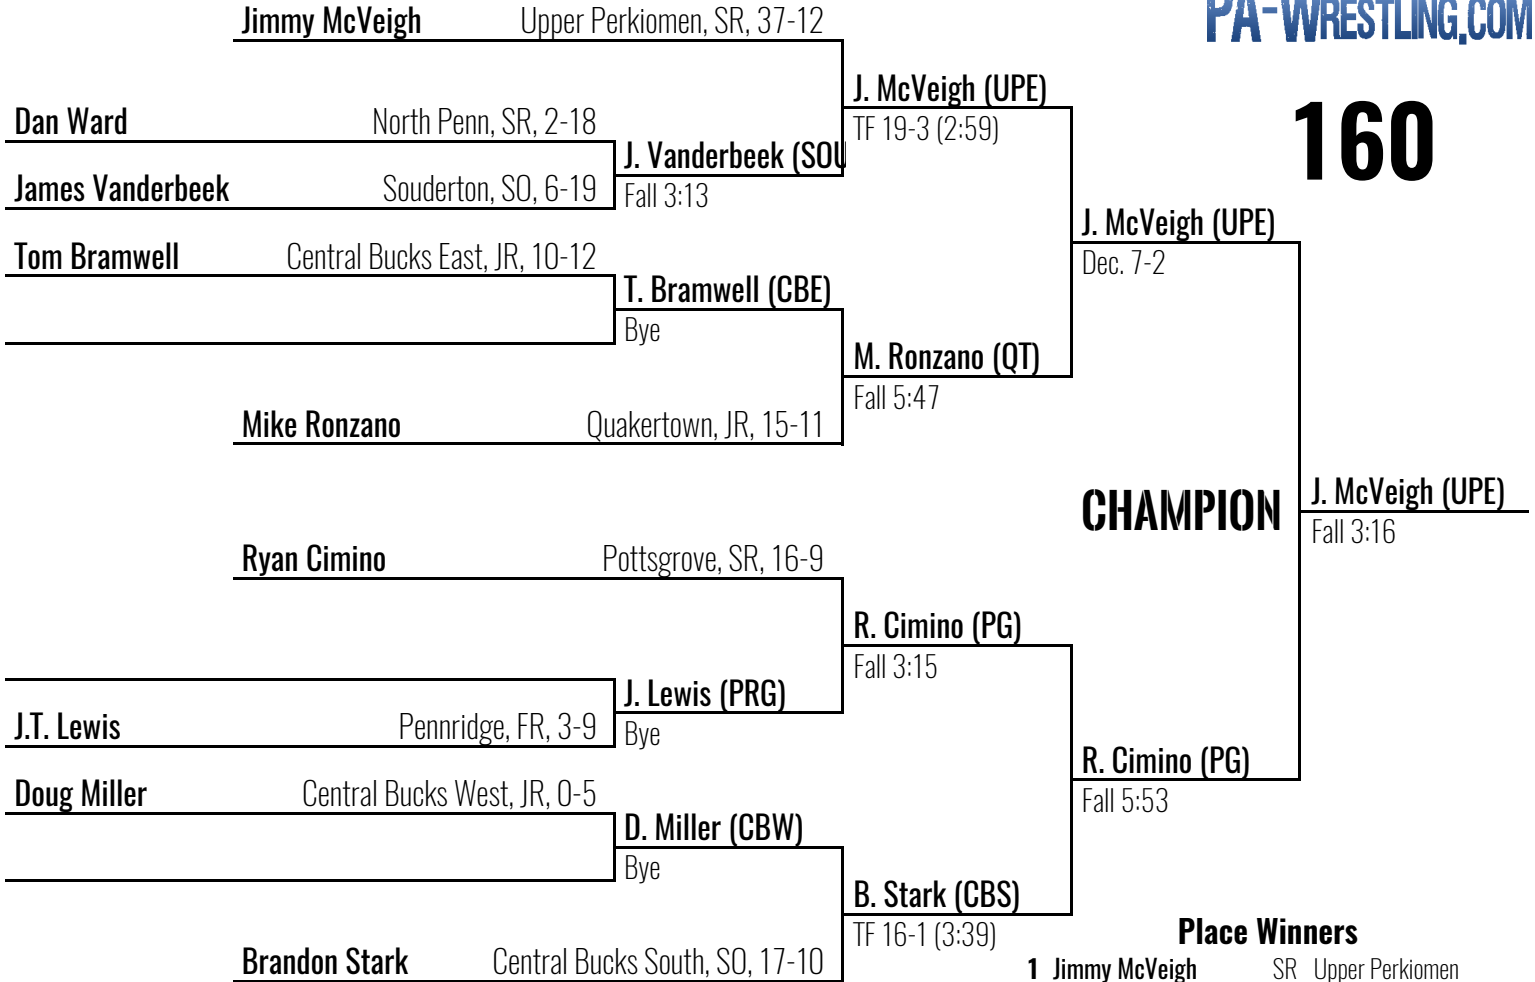 PA-WRESTLING.COM
160
Jimmy McVeigh Upper Perkiomen, SR, 37-12
J. McVeigh (UPE)
TF 19-3 (2:59)
Dan Ward North Penn, SR, 2-18
J. Vanderbeek (SOU
Fall 3:13
James Vanderbeek Souderton, SO, 6-19
J. McVeigh (UPE)
Dec. 7-2
Tom Bramwell Central Bucks East, JR, 10-12
T. Bramwell (CBE)
Bye
M. Ronzano (QT)
Fall 5:47
Mike Ronzano Quakertown, JR, 15-11
CHAMPION
J. McVeigh (UPE)
Fall 3:16
Ryan Cimino Pottsgrove, SR, 16-9
R. Cimino (PG)
Fall 3:15
J. Lewis (PRG)
Bye
J.T. Lewis Pennridge, FR, 3-9
R. Cimino (PG)
Fall 5:53
Doug Miller Central Bucks West, JR, 0-5
D. Miller (CBW)
Bye
B. Stark (CBS)
TF 16-1 (3:39)
Brandon Stark Central Bucks South, SO, 17-10
Place Winners
1 Jimmy McVeigh SR Upper Perkiomen